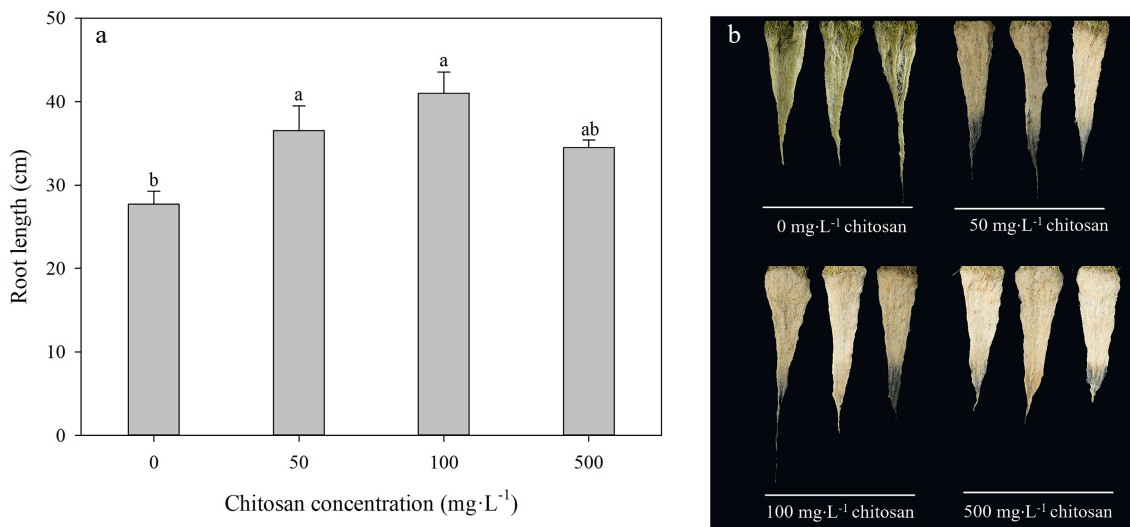 a
50
40
30
20
10
0
Root length (cm)
b
a
a
ab
0
50
100
500
Chitosan concentration (mg·L⁻¹)
b
0 mg·L⁻¹ chitosan
50 mg·L⁻¹ chitosan
100 mg·L⁻¹ chitosan
500 mg·L⁻¹ chitosan